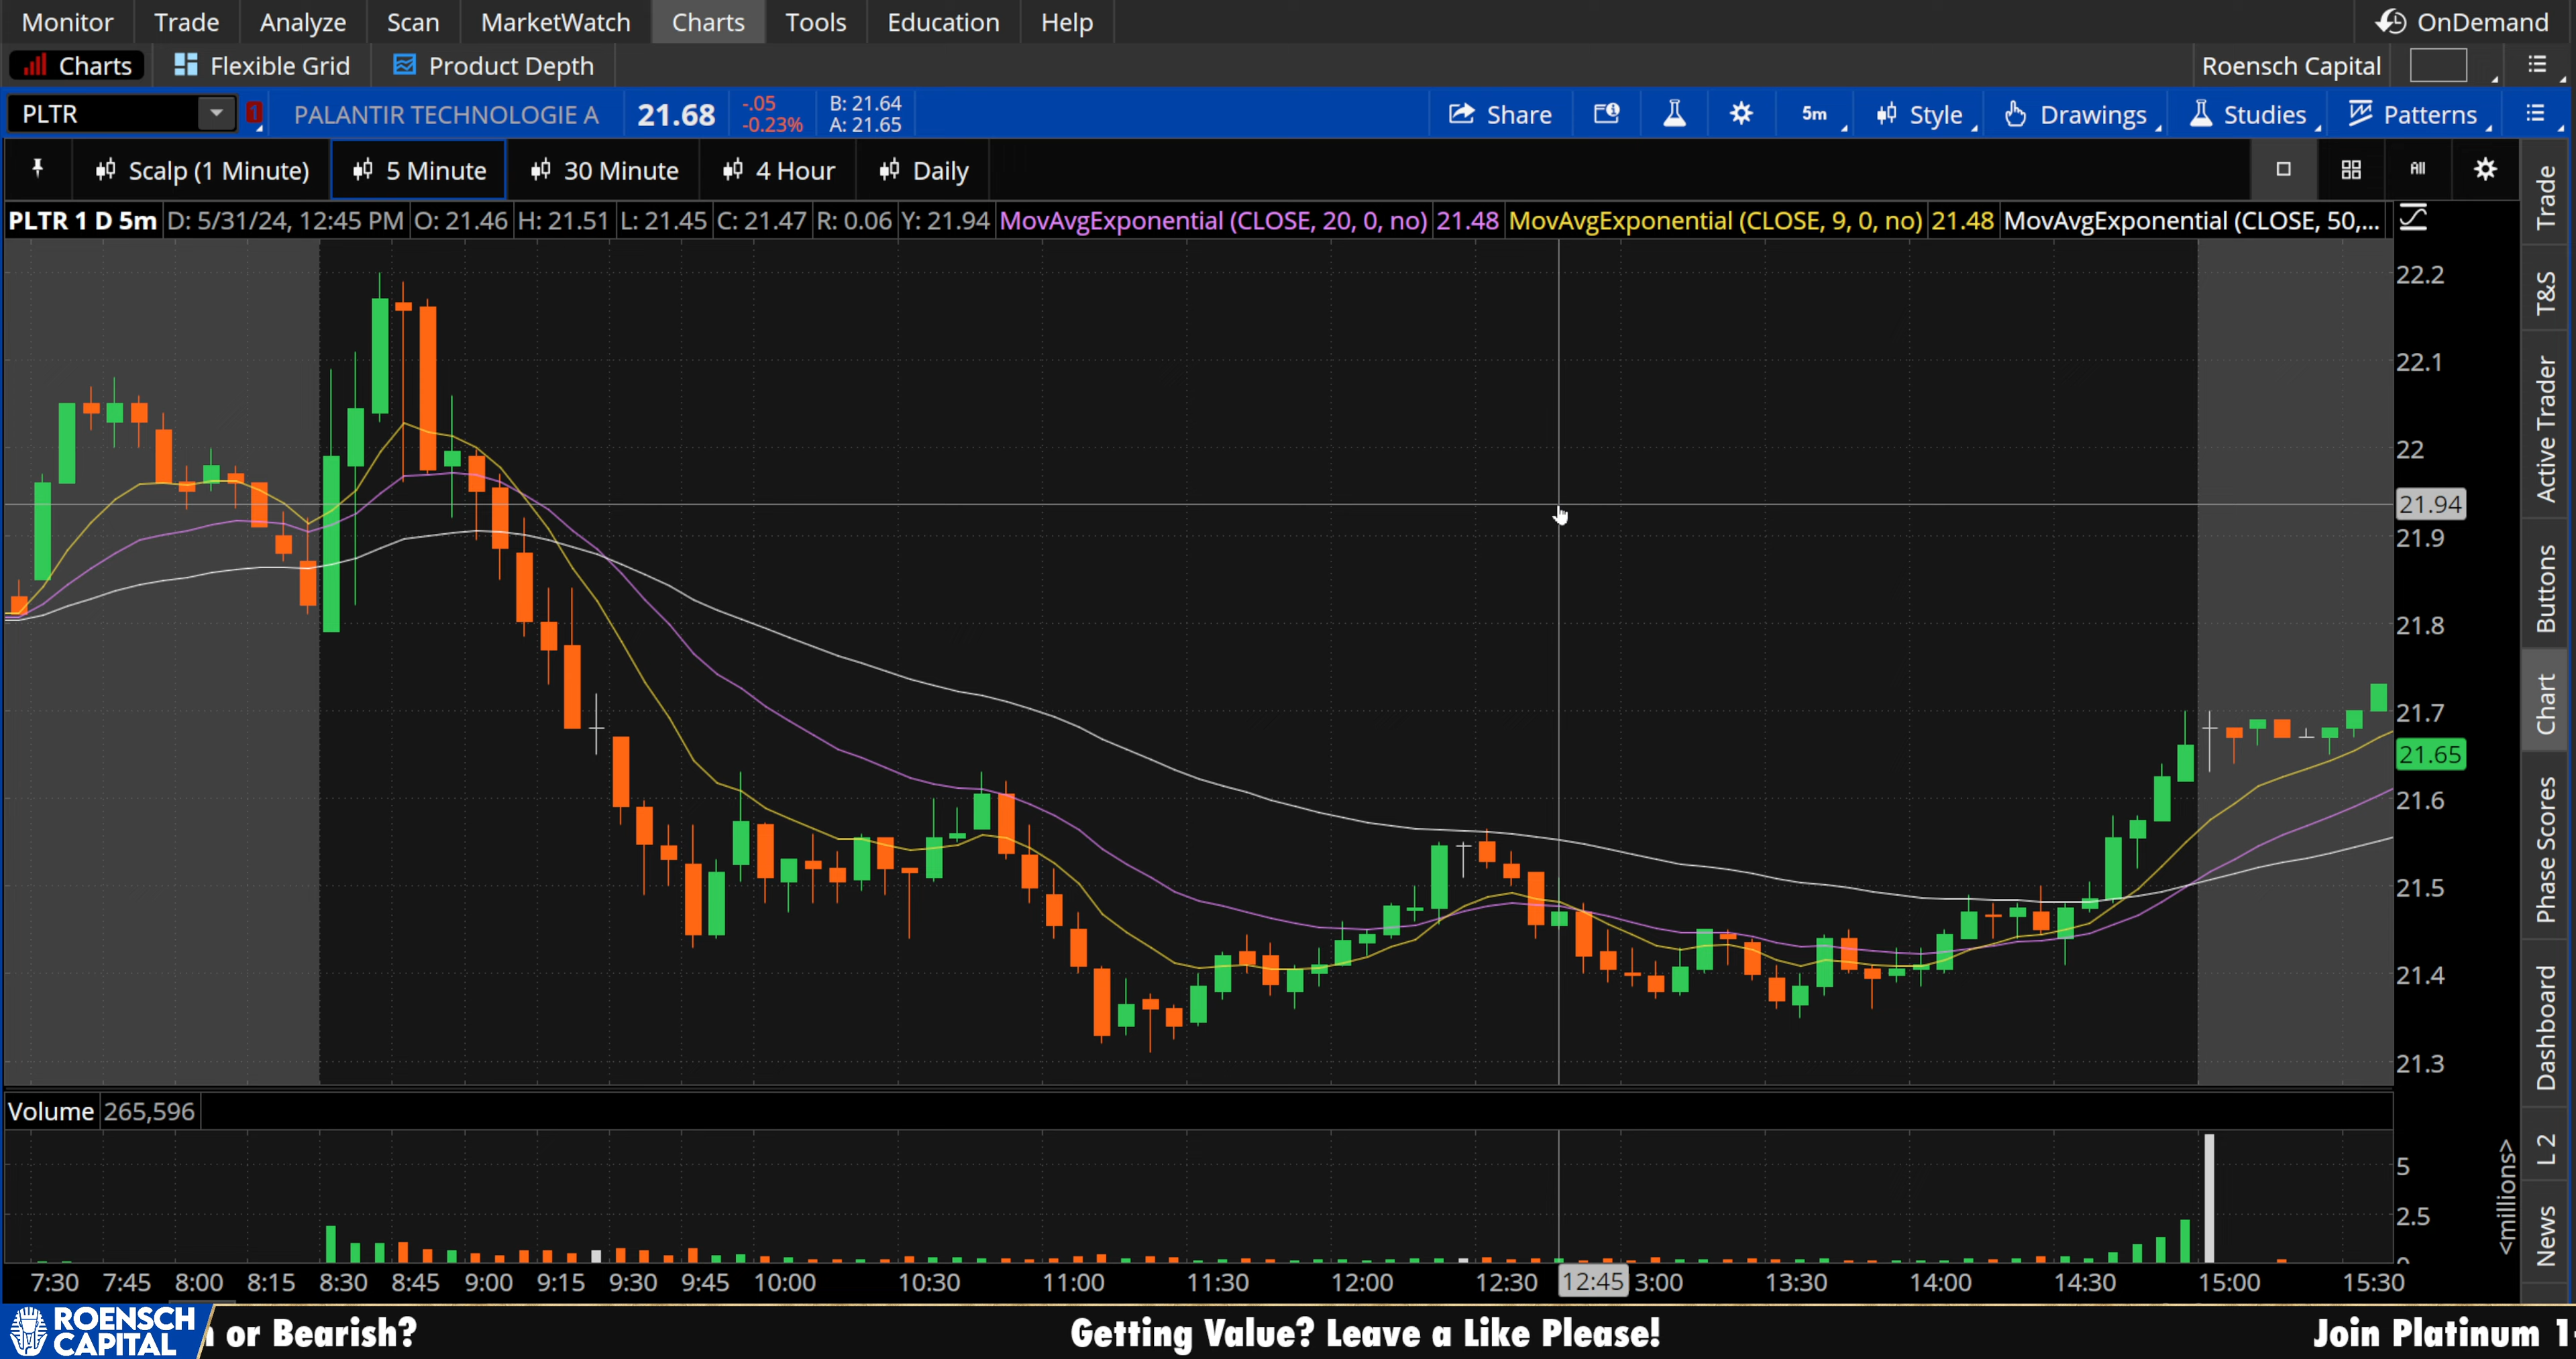 Monitor Trade Analyze Scan MarketWatch Charts Tools Education Help OnDemand
Charts Flexible Grid Product Depth Roensch Capital
PLTR 1 PALANTIR TECHNOLOGIE A 21.68 -.05 B: 21.64 Share 5m Style Drawings Studies Patterns
-0.23% A: 21.65
Scalp (1 Minute) 5 Minute 30 Minute 4 Hour Daily All
PLTR 1 D 5m D: 5/31/24, 12:45 PM O: 21.46 H: 21.51 L: 21.45 C: 21.47 R: 0.06 Y: 21.94 MovAvgExponential (CLOSE, 20, 0, no) 21.48 MovAvgExponential (CLOSE, 9, 0, no) 21.48 MovAvgExponential (CLOSE, 50,...
22.2
22.1
22
21.94
21.9
21.8
21.7
21.65
21.6
21.5
21.4
21.3
Volume 265,596
5
2.5
0
<millions>
7:30 7:45 8:00 8:15 8:30 8:45 9:00 9:15 9:30 9:45 10:00 10:30 11:00 11:30 12:00 12:30 12:45 3:00 13:30 14:00 14:30 15:00 15:30
Trade
T&S
Active Trader
Buttons
Chart
Phase Scores
Dashboard
L 2
News
ROENSCH
CAPITAL
or Bearish? Getting Value? Leave a Like Please! Join Platinum 1